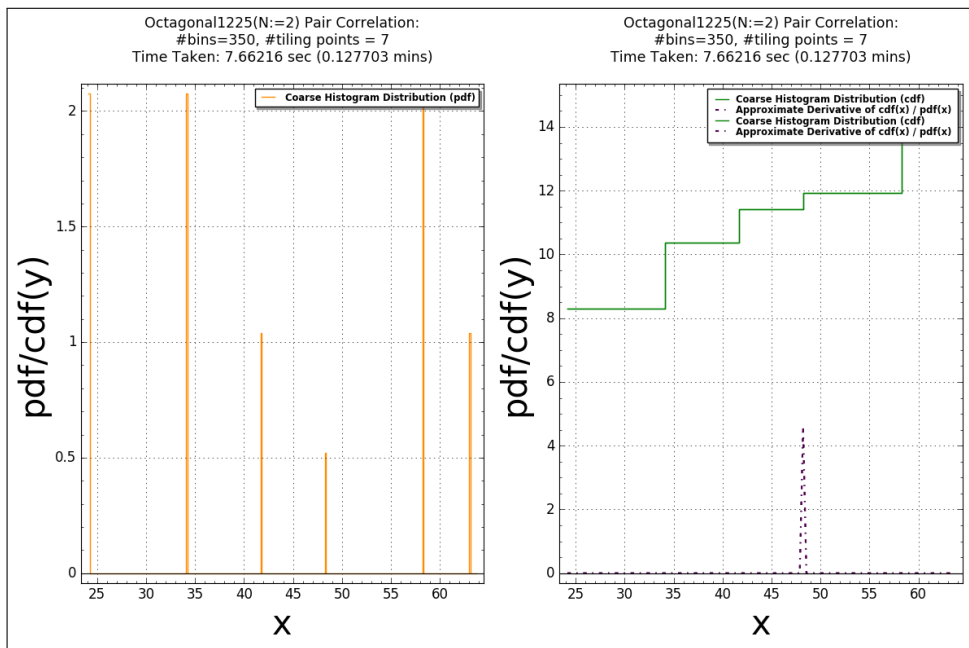 Octagonal1225(N:=2) Pair Correlation:
#bins=350, #tiling points = 7
Time Taken: 7.66216 sec (0.127703 mins)
Coarse Histogram Distribution (pdf)
2
1.5
1
0.5
0
pdf/cdf(y)
25 30 35 40 45 50 55 60
x
Octagonal1225(N:=2) Pair Correlation:
#bins=350, #tiling points = 7
Time Taken: 7.66216 sec (0.127703 mins)
Coarse Histogram Distribution (cdf)
Approximate Derivative of cdf(x) / pdf(x)
Coarse Histogram Distribution (cdf)
Approximate Derivative of cdf(x) / pdf(x)
14
12
10
8
6
4
2
0
pdf/cdf(y)
25 30 35 40 45 50 55 60
x